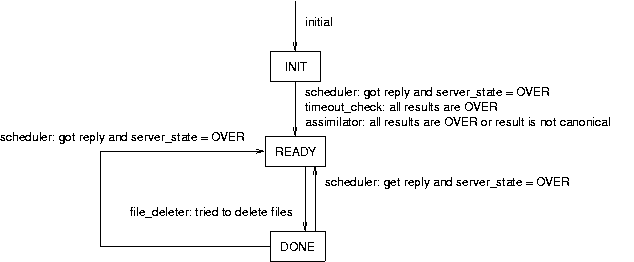 initial
INIT
scheduler: got reply and server_state = OVER
timeout_check: all results are OVER
assimilator: all results are OVER or result is not canonical
scheduler: got reply and server_state = OVER
READY
scheduler: get reply and server_state = OVER
file_deleter: tried to delete files
DONE